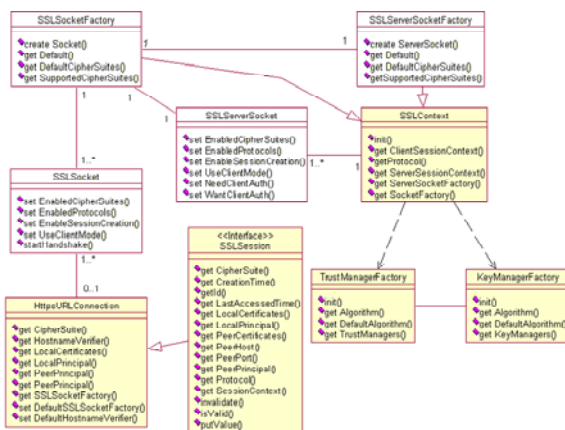 SSLSocketFactory
create Socket()
get Default()
get DefaultCipherSuites()
get SupportedCipherSuites()
SSLServerSocketFactory
create ServerSocket()
get Default()
get DefaultCipherSuites()
getSupportedCipherSuites()
1
1
1
1
1
SSLServerSocket
set EnabledCipherSuites()
set EnabledProtocols()
set EnableSessionCreation()
set UseClientMode()
set NeedClientAuth()
set WantClientAuth()
1..*
1
SSLContext
init()
get ClientSessionContext()
getProtocol()
get ServerSessionContext()
get ServerSocketFactory()
get SocketFactory()
1..*
SSLSocket
set EnabledCipherSuites()
set EnabledProtocols()
set EnableSessionCreation()
set UseClientMode()
startHandshake()
1..*
0..1
HttpsURLConnection
get CipherSuite()
get HostnameVerifier()
get LocalCertificates()
get LocalPrincipal()
get PeerPrincipal()
get PeerPrincipal()
get SSLSocketFactory()
set DefaultSSLSocketFactory()
set DefaultHostnameVerifier()
<<Interface>>
SSLSession
get CipherSuite()
get CreationTime()
getId()
get LastAccessedTime()
get LocalCertificates()
get LocalPrincipal()
get PeerCertificates()
get PeerHost()
get PeerPort()
get PeerPrincipal()
get Protocol()
get SessionContext()
invalidate()
isValid()
putValue()
TrustManagerFactory
init()
get Algorithm()
get DefaultAlgorithm()
get TrustManagers()
KeyManagerFactory
init()
get Algorithm()
get DefaultAlgorithm()
get KeyManagers()